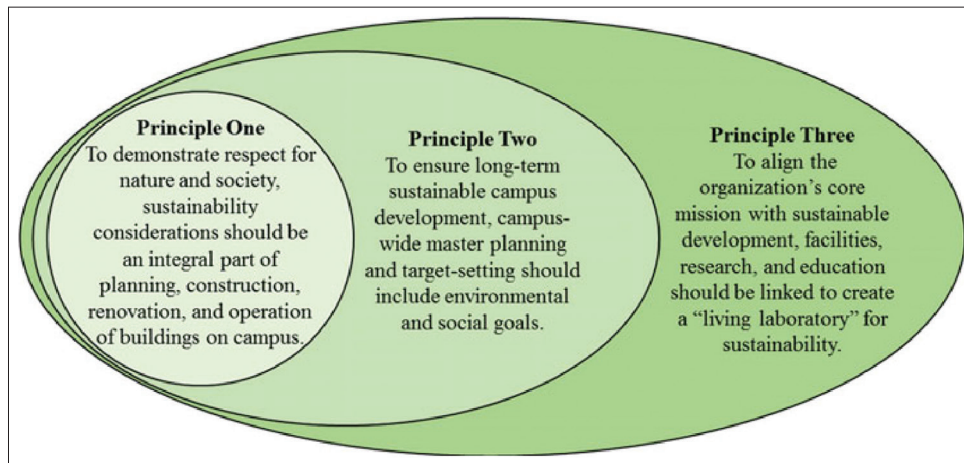 Principle One
To demonstrate respect for
nature and society,
sustainability
considerations should be
an integral part of
planning, construction,
renovation, and operation
of buildings on campus.
Principle Two
To ensure long-term
sustainable campus
development, campus-
wide master planning
and target-setting should
include environmental
and social goals.
Principle Three
To align the
organization's core
mission with sustainable
development, facilities,
research, and education
should be linked to create
a “living laboratory” for
sustainability.